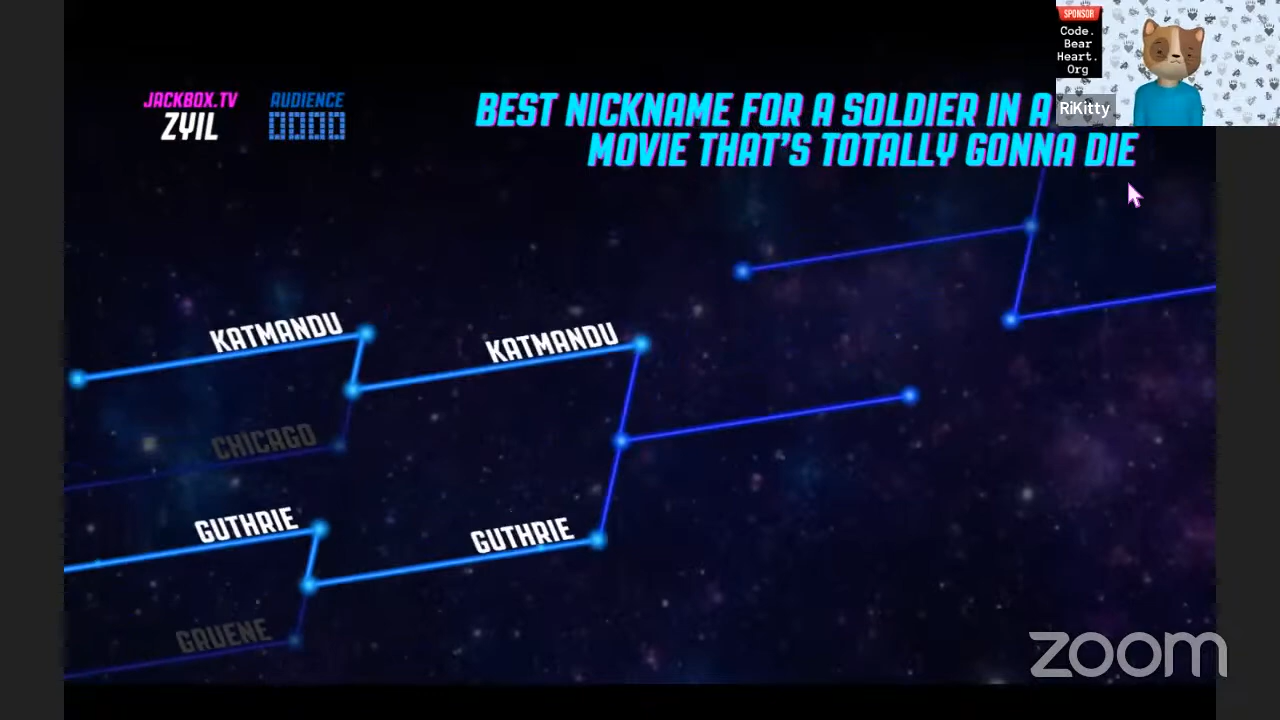 JACKBOX.TV
ZYIL
AUDIENCE
BEST NICKNAME FOR A SOLDIER IN A
MOVIE THAT'S TOTALLY GONNA DIE
SPONSOR
Code.
Bear
Heart.
Org
RiKitty
KATMANDU
KATMANDU
CHICAGO
GUTHRIE
GUTHRIE
GRUENE
zoom